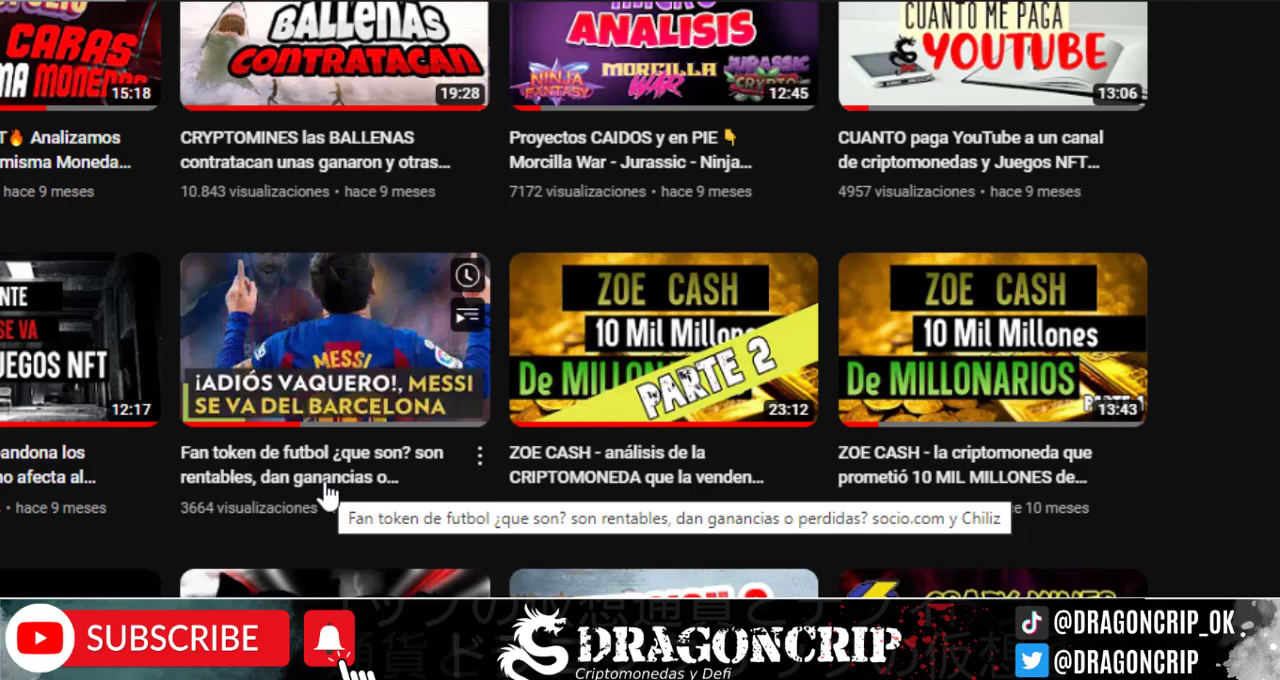 CARAS
15:18
BALLENAS
CONTRATACAN
19:28
ANALISIS
NINJA
FANTASY
MORCILLA
WAR
JURASSIC
CRYPTO
12:45
CUANTO ME PAGA
YOUTUBE
13:06
T🔥 Analizamos
misma Moneda...
hace 9 meses
CRYPTOMINES las BALLENAS
contratacan unas ganaron y otras...
10.843 visualizaciones • hace 9 meses
Proyectos CAIDOS y en PIE 👇
Morcilla War - Jurassic - Ninja...
7172 visualizaciones • hace 9 meses
CUANTO paga YouTube a un canal
de criptomonedas y Juegos NFT...
4957 visualizaciones • hace 9 meses
NTE
SE VA
UEGOS NFT
12:17
MESSI
¡ADIÓS VAQUERO!, MESSI
SE VA DEL BARCELONA
ZOE CASH
10 Mil Millone
De MILLON
PARTE 2
23:12
ZOE CASH
10 Mil Millones
De MILLONARIOS
13:43
andona los
no afecta al...
• hace 9 meses
Fan token de futbol ¿que son? son
rentables, dan ganancias o...
3664 visualizaciones
ZOE CASH - análisis de la
CRIPTOMONEDA que la venden...
ZOE CASH - la criptomoneda que
prometió 10 MIL MILLONES de...
ce 10 meses
Fan token de futbol ¿que son? son rentables, dan ganancias o perdidas? socio.com y Chiliz
SUBSCRIBE
DRAGONCRIP
Criptomonedas y Defi
@DRAGONCRIP_OK
@DRAGONCRIP